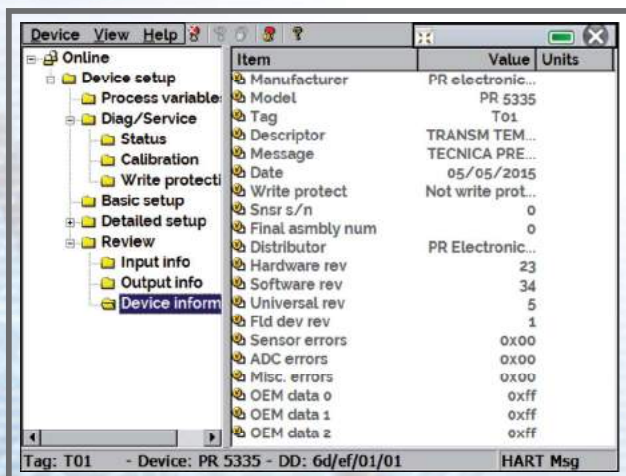 Device View Help
Online
Device setup
Process variable
Diag/Service
Status
Calibration
Write protecti
Basic setup
Detailed setup
Review
Input info
Output info
Device inform
Item Value Units
Manufacturer PR electronic...
Model PR 5335
Tag T01
Descriptor TRANSM TEM...
Message TECNICA PRE...
Date 05/05/2015
Write protect Not write prot...
Snsr s/n 0
Final asmbly num 0
Distributor PR Electronic...
Hardware rev 23
Software rev 34
Universal rev 5
Fld dev rev 1
Sensor errors 0x00
ADC errors 0x00
Misc. errors 0x00
OEM data 0 0xff
OEM data 1 0xff
OEM data 2 0xff
Tag: T01 - Device: PR 5335 - DD: 6d/ef/01/01 HART Msg